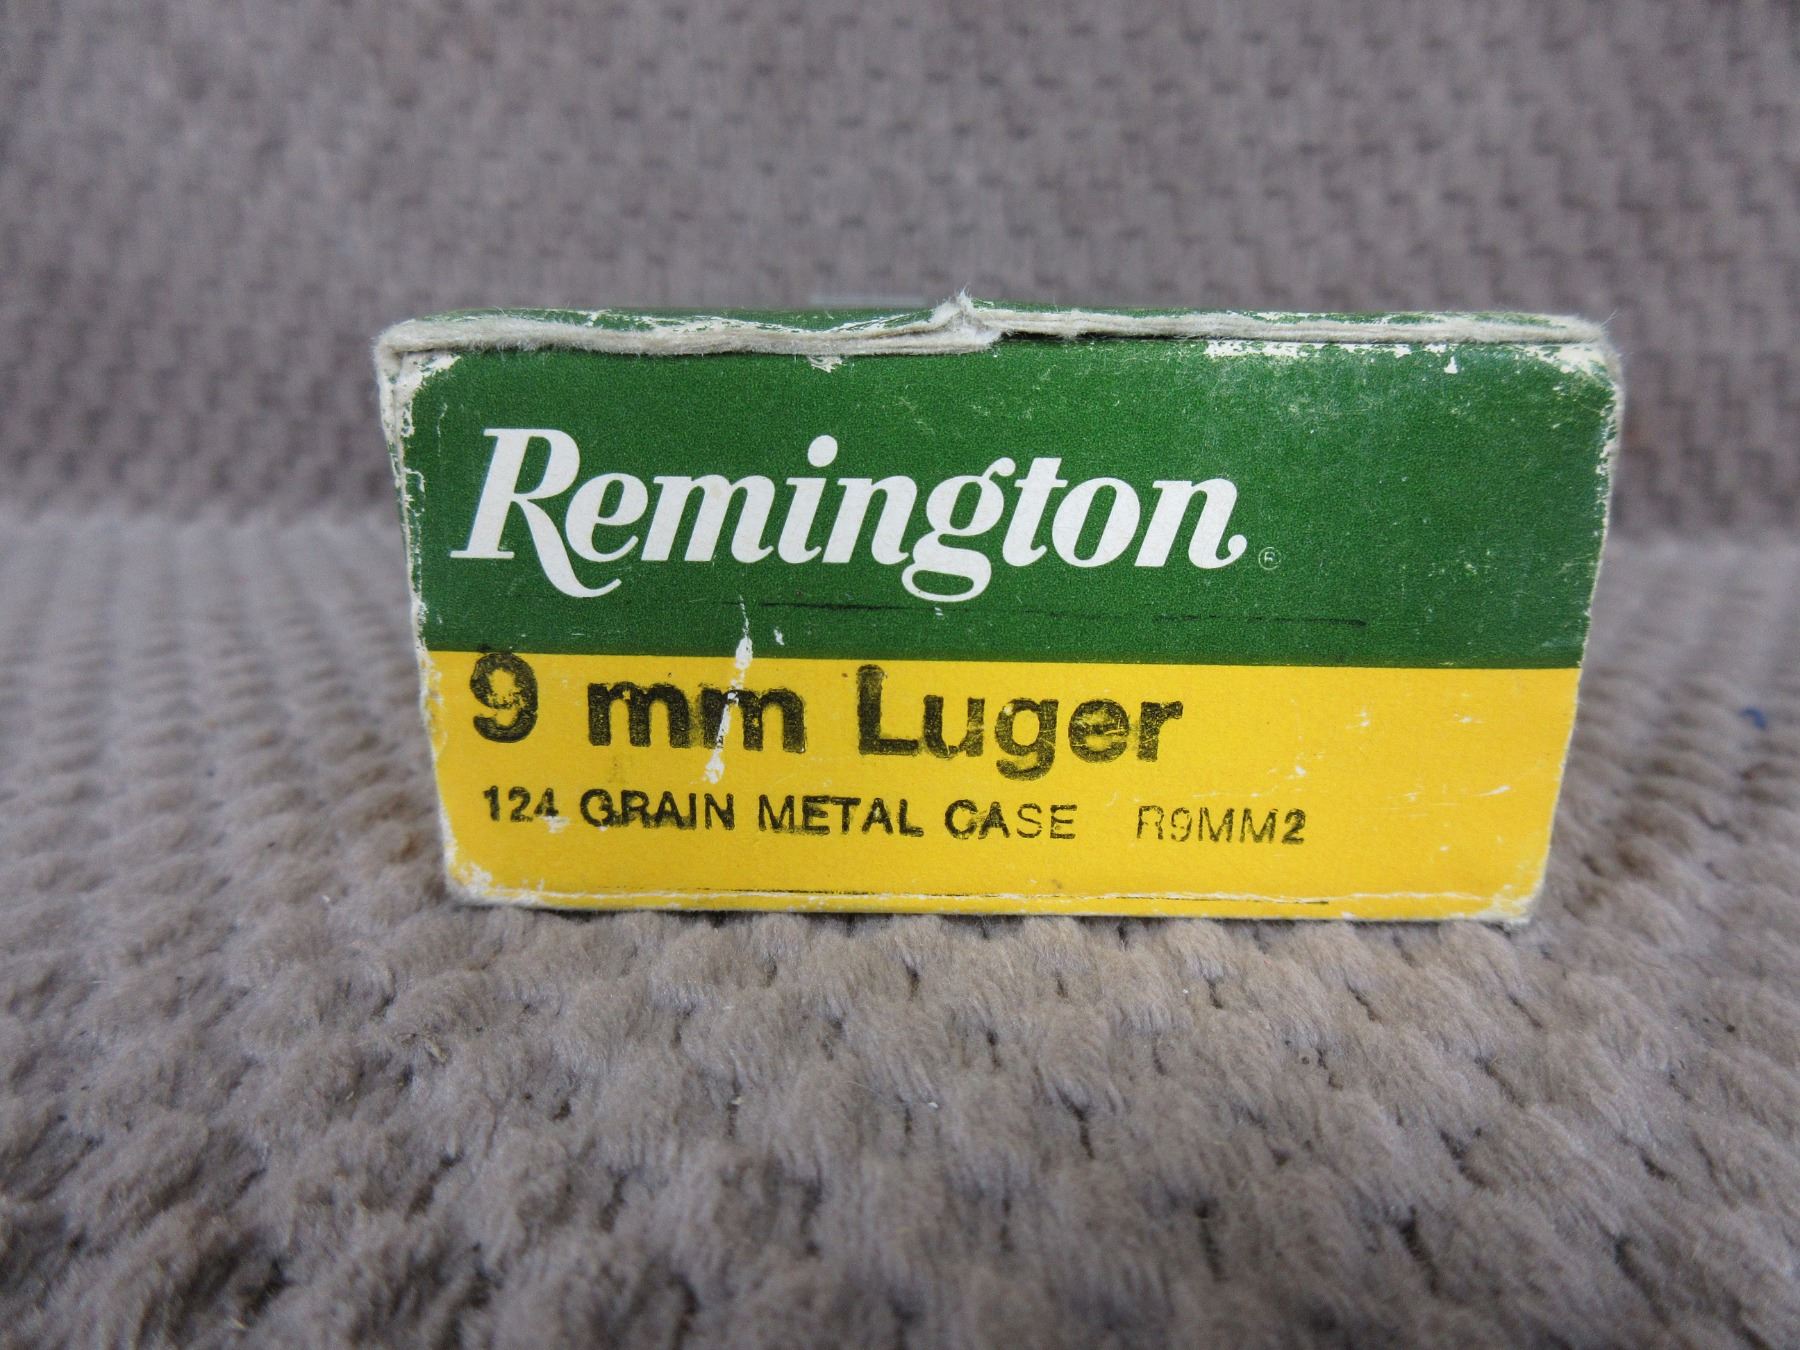 Remington®
9 mm Luger
124 GRAIN METAL CASE R9MM2